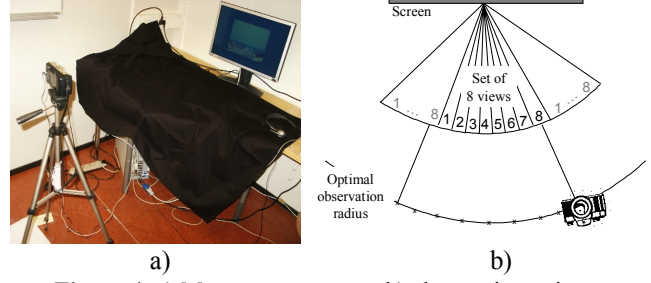 Screen
Set of
8 views
1 ... 8 1 2 3 4 5 6 7 8 1 ... 8
Optimal
observation
radius
a)
b)